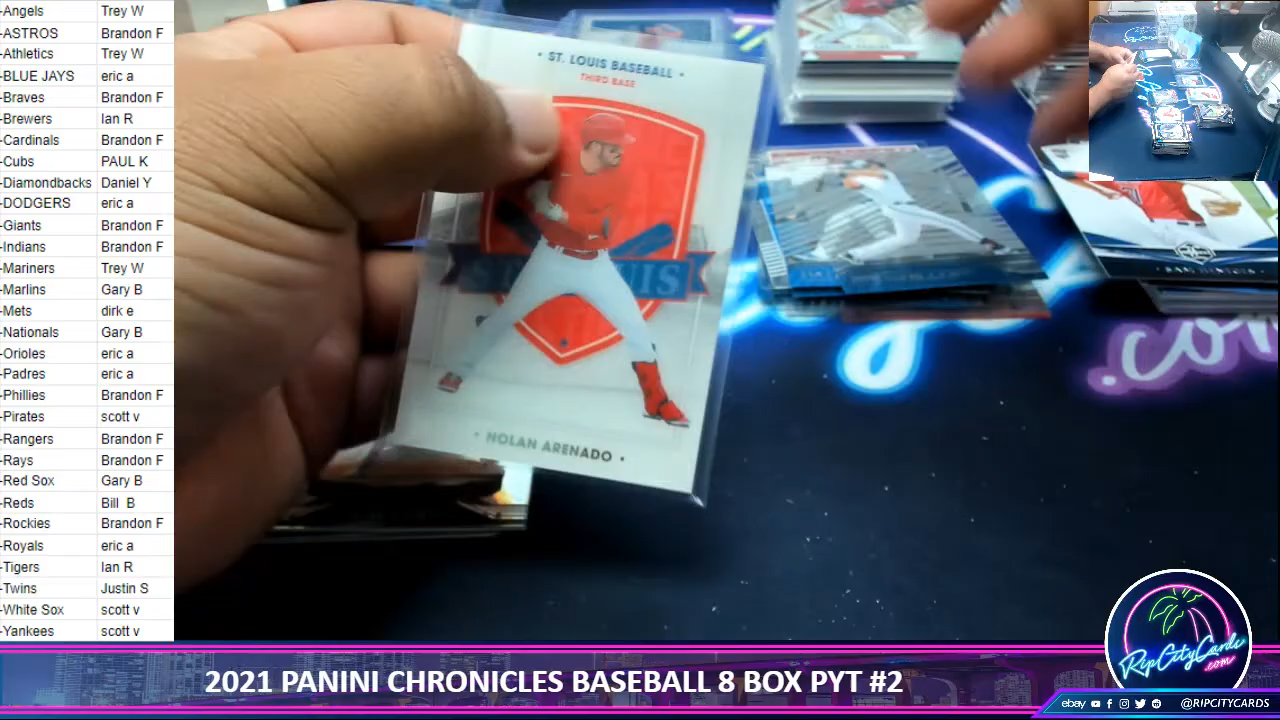 -Angels Trey W
-ASTROS Brandon F
-Athletics Trey W
-BLUE JAYS eric a
-Braves Brandon F
-Brewers Ian R
-Cardinals Brandon F
-Cubs PAUL K
-Diamondbacks Daniel Y
-DODGERS eric a
-Giants Brandon F
-Indians Brandon F
-Mariners Trey W
-Marlins Gary B
-Mets dirk e
-Nationals Gary B
-Orioles eric a
-Padres eric a
-Phillies Brandon F
-Pirates scott v
-Rangers Brandon F
-Rays Brandon F
-Red Sox Gary B
-Reds Bill B
-Rockies Brandon F
-Royals eric a
-Tigers Ian R
-Twins Justin S
-White Sox scott v
-Yankees scott v
• ST. LOUIS BASEBALL •
THIRD BASE
ST. LOUIS
• NOLAN ARENADO •
.com
2021 PANINI CHRONICLES BASEBALL 8 BOX PYT #2
RipCityCards
.com
ebay @RIPCITYCARDS